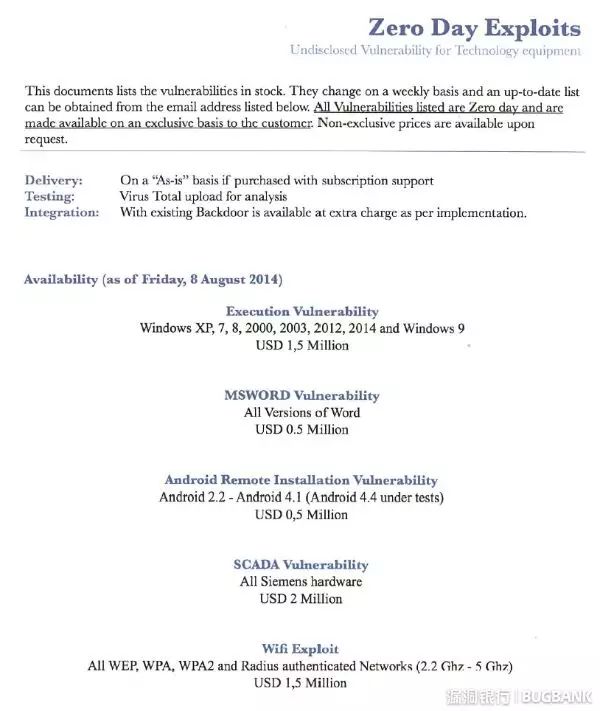 Zero Day Exploits
Undisclosed Vulnerability for Technology equipment
This documents lists the vulnerabilities in stock. They change on a weekly basis and an up-to-date list
can be obtained from the email address listed below. All Vulnerabilities listed are Zero day and are
made available on an exclusive basis to the customer. Non-exclusive prices are available upon
request.
Delivery: On a “As-is” basis if purchased with subscription support
Testing: Virus Total upload for analysis
Integration: With existing Backdoor is available at extra charge as per implementation.
Availability (as of Friday, 8 August 2014)
Execution Vulnerability
Windows XP, 7, 8, 2000, 2003, 2012, 2014 and Windows 9
USD 1,5 Million
MSWORD Vulnerability
All Versions of Word
USD 0.5 Million
Android Remote Installation Vulnerability
Android 2.2 - Android 4.1 (Android 4.4 under tests)
USD 0,5 Million
SCADA Vulnerability
All Siemens hardware
USD 2 Million
Wifi Exploit
All WEP, WPA, WPA2 and Radius authenticated Networks (2.2 Ghz - 5 Ghz)
USD 1,5 Million
漏洞银行 | BUGBANK